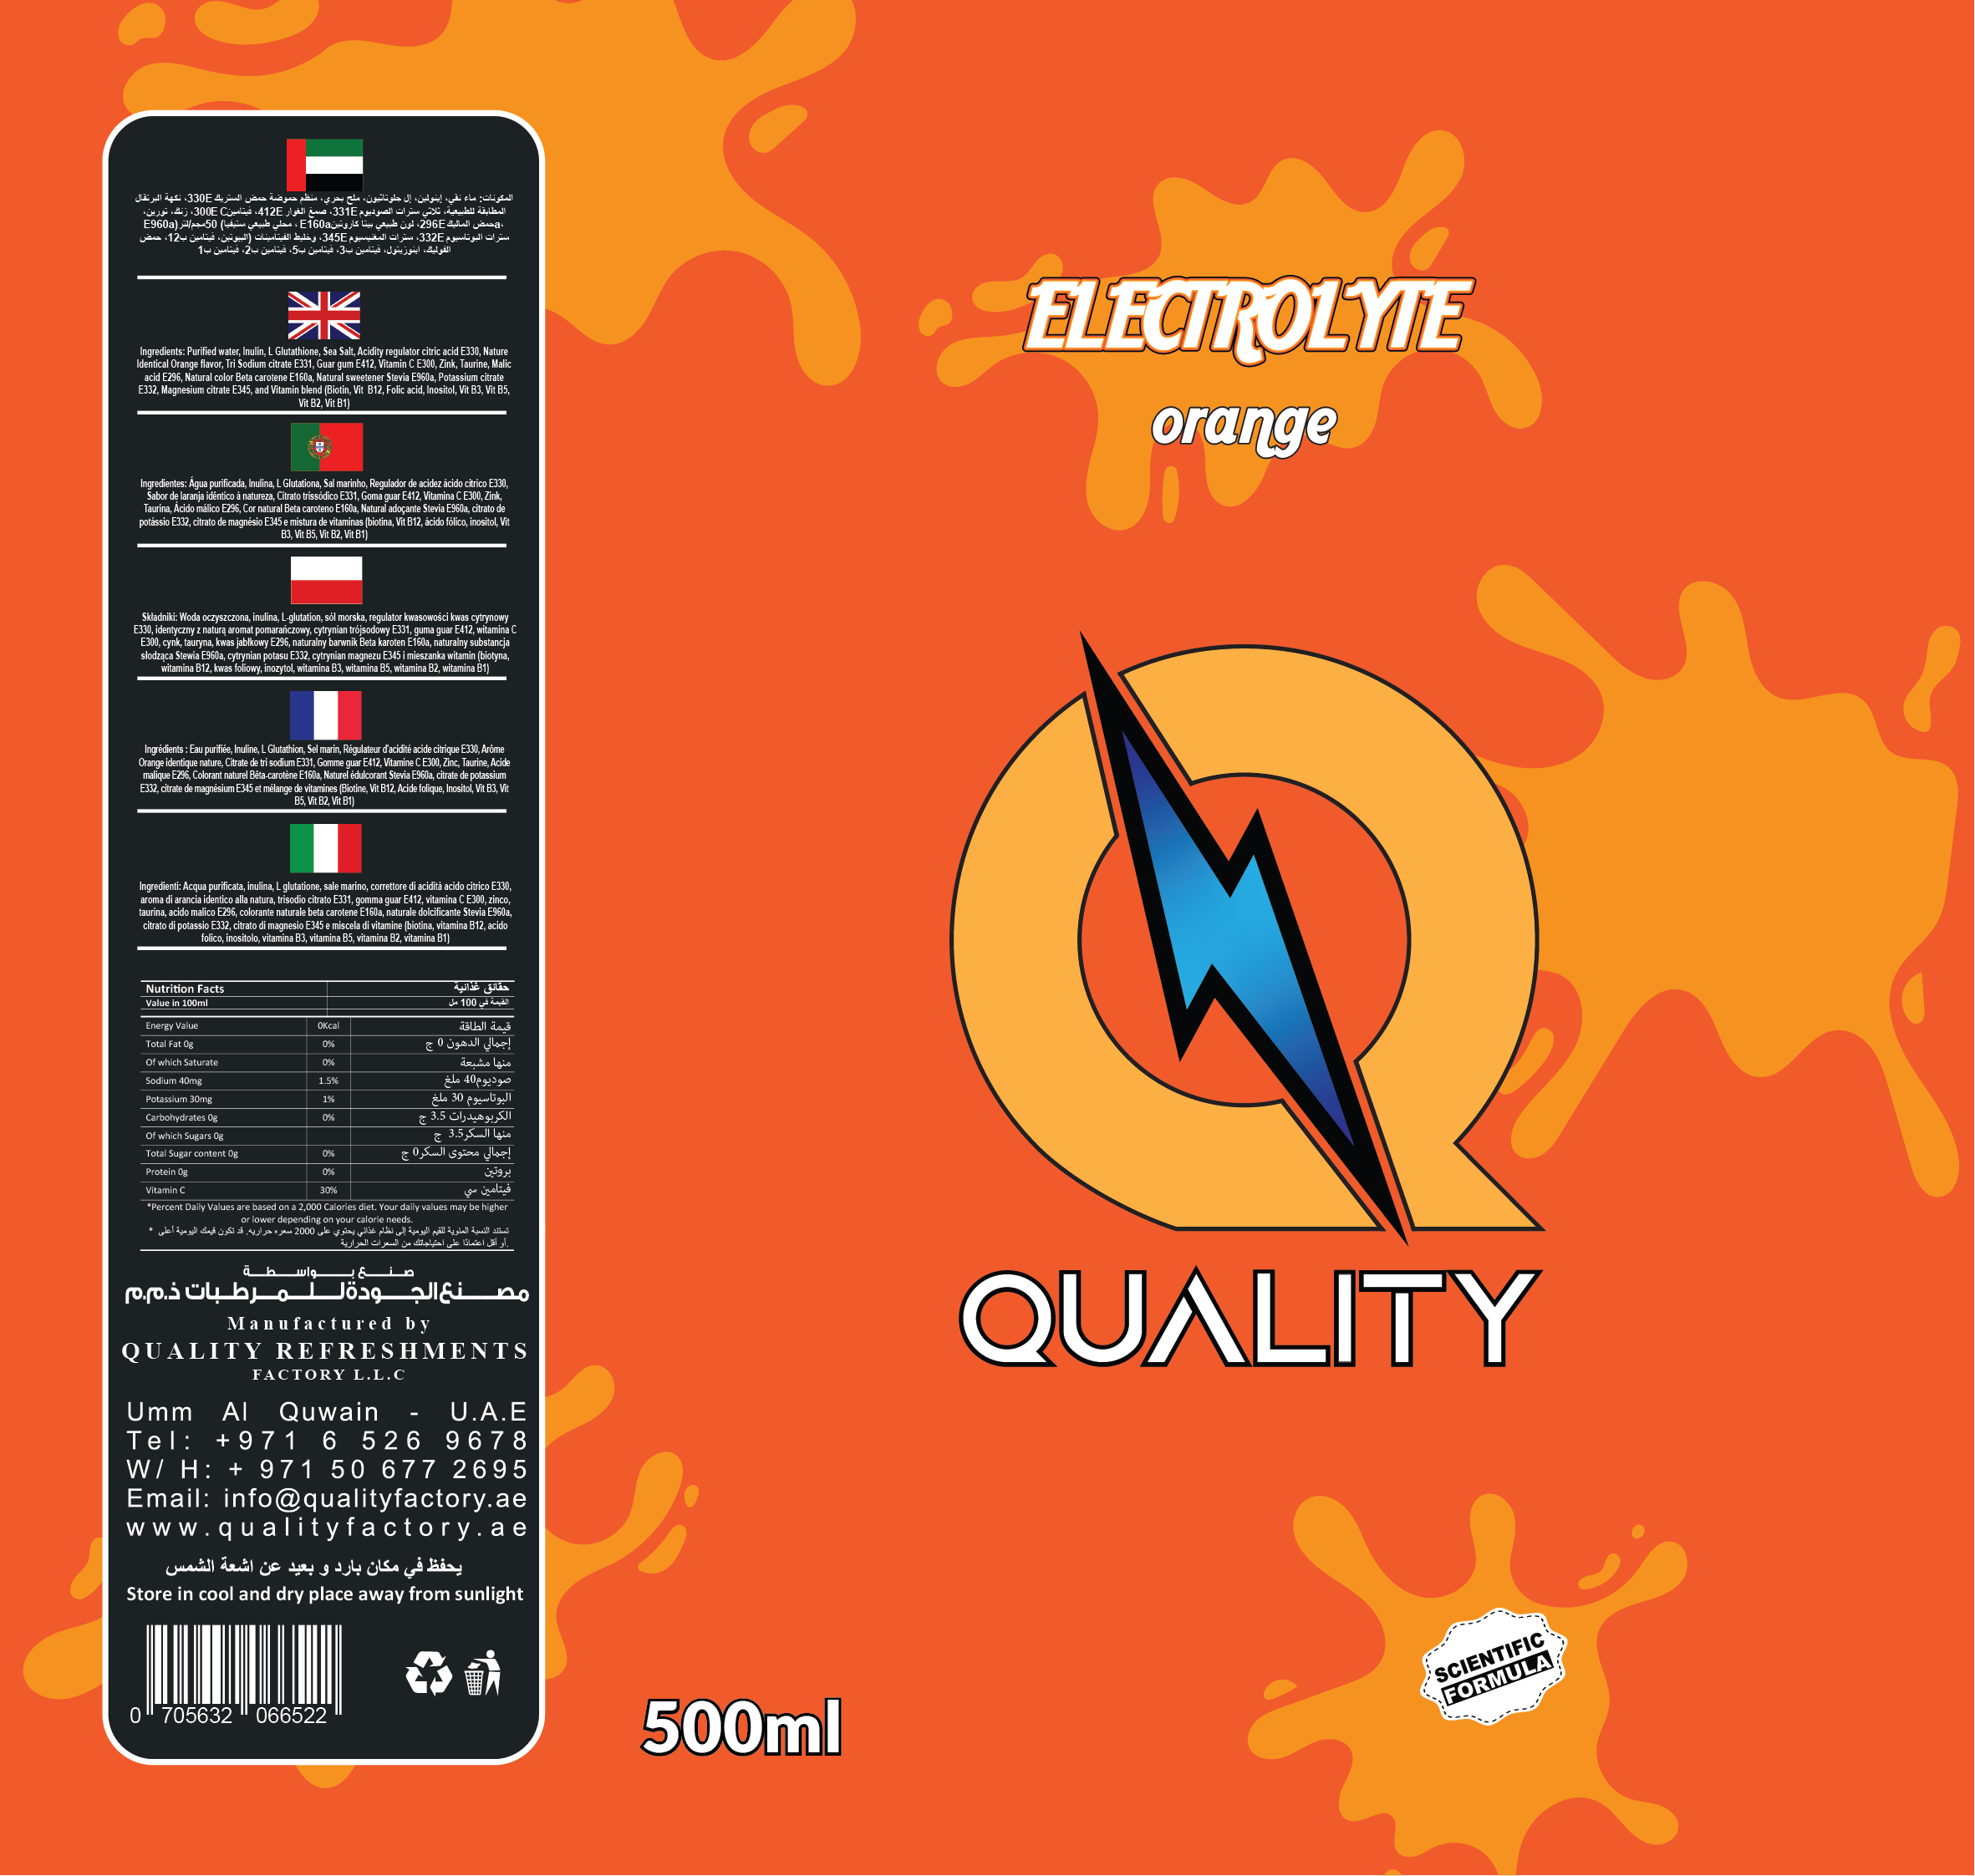 المكونات: ماء نقي، إينولين، إل جلوتاثيون، ملح بحري، منظم حموضة حمض الستريك 330E، نكهة البرتقال
المطابقة للطبيعية، ثلاثي سترات الصوديوم 331E، صمغ الغوار 412E، فيتامين300E C، زنك، تورين،
،aحمض الماليك 296E، لون طبيعي بيتا كاروتينE160a ، محلي طبيعي ستيفيا) 50مجم/لتر(E960a
سترات البوتاسيوم 332E، سترات المغنيسيوم 345E، وخليط الفيتامينات (البيوتين، فيتامين ب12، حمض
الفوليك، اينوزيتول، فيتامين ب3، فيتامين ب5، فيتامين ب2، فيتامين ب1
Ingredients: Purified water, Inulin, L Glutathione, Sea Salt, Acidity regulator citric acid E330, Nature
Identical Orange flavor, Tri Sodium citrate E331, Guar gum E412, Vitamin C E300, Zink, Taurine, Malic
acid E296, Natural color Beta carotene E160a, Natural sweetener Stevia E960a, Potassium citrate
E332, Magnesium citrate E345, and Vitamin blend (Biotin, Vit B12, Folic acid, Inositol, Vit B3, Vit B5,
Vit B2, Vit B1)
Ingredientes: Água purificada, Inulina, L Glutationa, Sal marinho, Regulador de acidez ácido cítrico E330,
Sabor de laranja idêntico à natureza, Citrato trissódico E331, Goma guar E412, Vitamina C E300, Zink,
Taurina, Ácido málico E296, Cor natural Beta caroteno E160a, Natural adoçante Stevia E960a, citrato de
potássio E332, citrato de magnésio E345 e mistura de vitaminas (biotina, Vit B12, ácido fólico, inositol, Vit
B3, Vit B5, Vit B2, Vit B1)
Składniki: Woda oczyszczona, inulina, L-glutation, sól morska, regulator kwasowości kwas cytrynowy
E330, identyczny z naturą aromat pomarańczowy, cytrynian trójsodowy E331, guma guar E412, witamina C
E300, cynk, tauryna, kwas jabłkowy E296, naturalny barwnik Beta karoten E160a, naturalny substancja
słodząca Stewia E960a, cytrynian potasu E332, cytrynian magnezu E345 i mieszanka witamin (biotyna,
witamina B12, kwas foliowy, inozytol, witamina B3, witamina B5, witamina B2, witamina B1)
Ingrédients : Eau purifiée, Inuline, L Glutathion, Sel marin, Régulateur d'acidité acide citrique E330, Arôme
Orange identique nature, Citrate de tri sodium E331, Gomme guar E412, Vitamine C E300, Zinc, Taurine, Acide
malique E296, Colorant naturel Bêta-carotène E160a, Naturel édulcorant Stevia E960a, citrate de potassium
E332, citrate de magnésium E345 et mélange de vitamines (Biotine, Vit B12, Acide folique, Inositol, Vit B3, Vit
B5, Vit B2, Vit B1)
Ingredienti: Acqua purificata, inulina, L glutatione, sale marino, correttore di acidità acido citrico E330,
aroma di arancia identico alla natura, trisodio citrato E331, gomma guar E412, vitamina C E300, zinco,
taurina, acido malico E296, colorante naturale beta carotene E160a, naturale dolcificante Stevia E960a,
citrato di potassio E332, citrato di magnesio E345 e miscela di vitamine (biotina, vitamina B12, acido
folico, inositolo, vitamina B3, vitamina B5, vitamina B2, vitamina B1)
Nutrition Facts حقائق غذائية
Value in 100ml القيمة في 100 مل
Energy Value 0Kcal قيمة الطاقة
Total Fat 0g 0% إجمالي الدهون 0 ج
Of which Saturate 0% منها مشبعة
Sodium 40mg 1.5% صوديوم40 ملغ
Potassium 30mg 1% البوتاسيوم 30 ملغ
Carbohydrates 0g 0% الكربوهيدرات 3.5 ج
Of which Sugars 0g منها السكر3.5 ج
Total Sugar content 0g 0% إجمالي محتوى السكر0 ج
Protein 0g 0% بروتين
Vitamin C 30% فيتامين سي
*Percent Daily Values are based on a 2,000 Calories diet. Your daily values may be higher
or lower depending on your calorie needs.
تستند النسبة المئوية للقيم اليومية إلى نظام غذائي يحتوي على 2000 سعره حراريه. قد تكون قيمك اليومية أعلى *
.أو أقل اعتمادًا على احتياجاتك من السعرات الحرارية
صنع بواسطة
مصنع الجودة للمرطبات ذ.م.م
Manufactured by
QUALITY REFRESHMENTS
FACTORY L.L.C
Umm Al Quwain - U.A.E
Tel: +971 6 526 9678
W/ H: + 971 50 677 2695
Email: info@qualityfactory.ae
www.qualityfactory.ae
يحفظ في مكان بارد و بعيد عن اشعة الشمس
Store in cool and dry place away from sunlight
0 705632 066522
500ml
ELECTROLYTE
orange
QUALITY
SCIENTIFIC
FORMULA